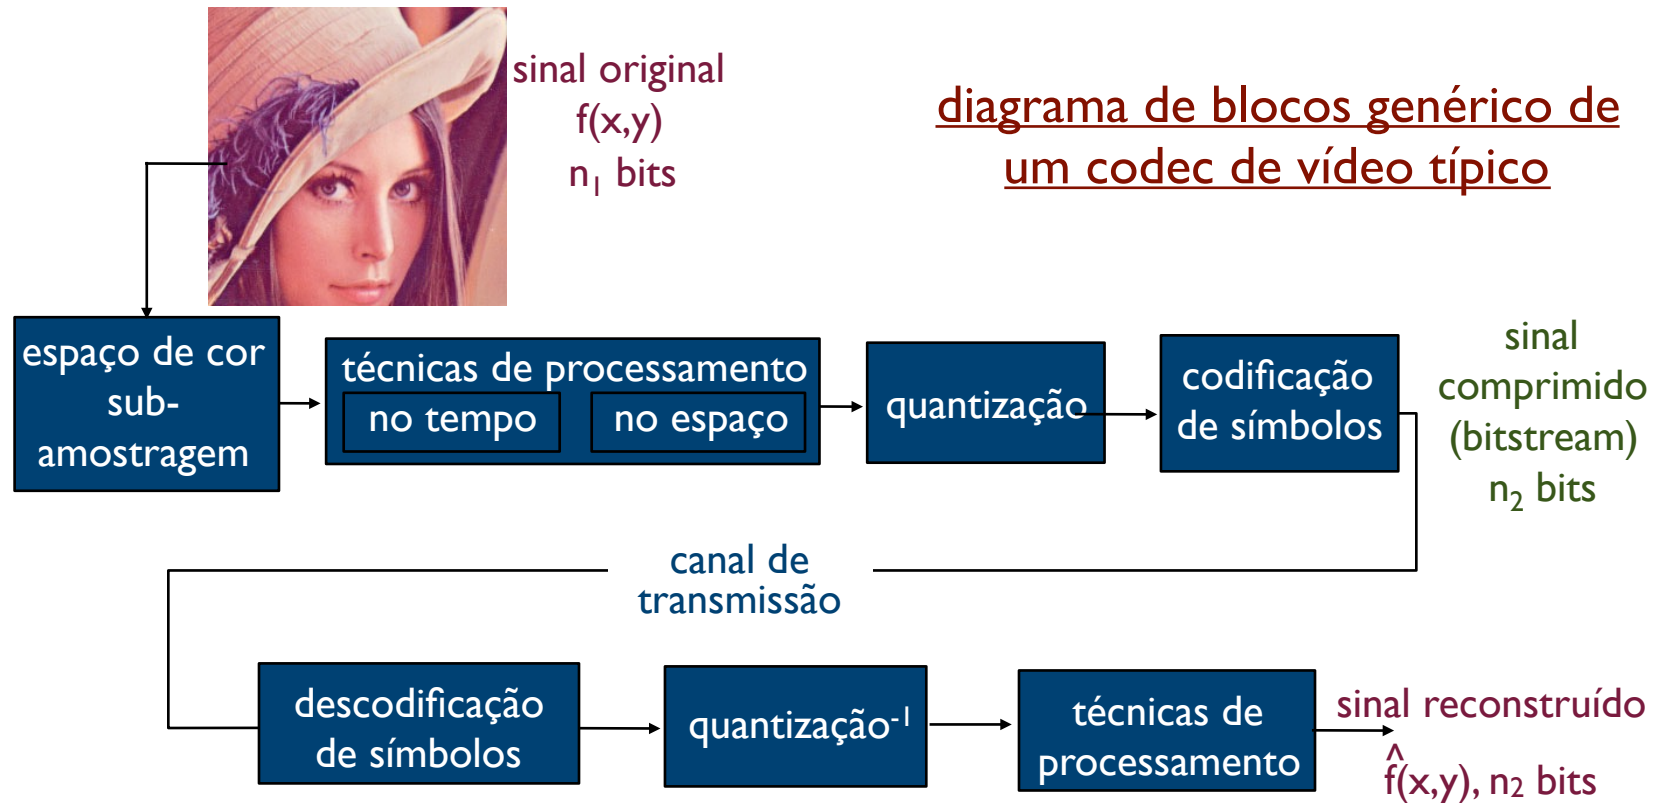 sinal original
f(x,y)
n₁ bits
diagrama de blocos genérico de
um codec de vídeo típico
espaço de cor
sub-
amostragem
técnicas de processamento
no tempo
no espaço
quantização
codificação
de símbolos
sinal
comprimido
(bitstream)
n₂ bits
canal de
transmissão
descodificação
de símbolos
quantização⁻¹
técnicas de
processamento
sinal reconstruído
f̂(x,y), n₂ bits